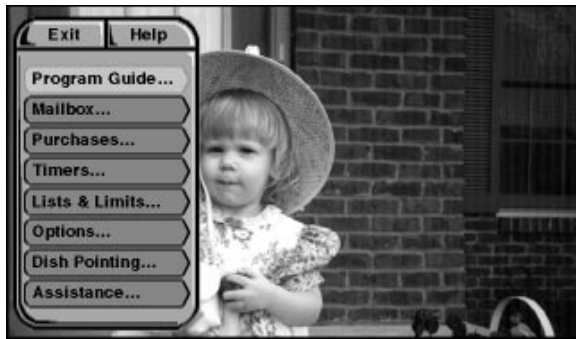 Exit Help
Program Guide...
Mailbox...
Purchases...
Timers...
Lists & Limits...
Options...
Dish Pointing...
Assistance...